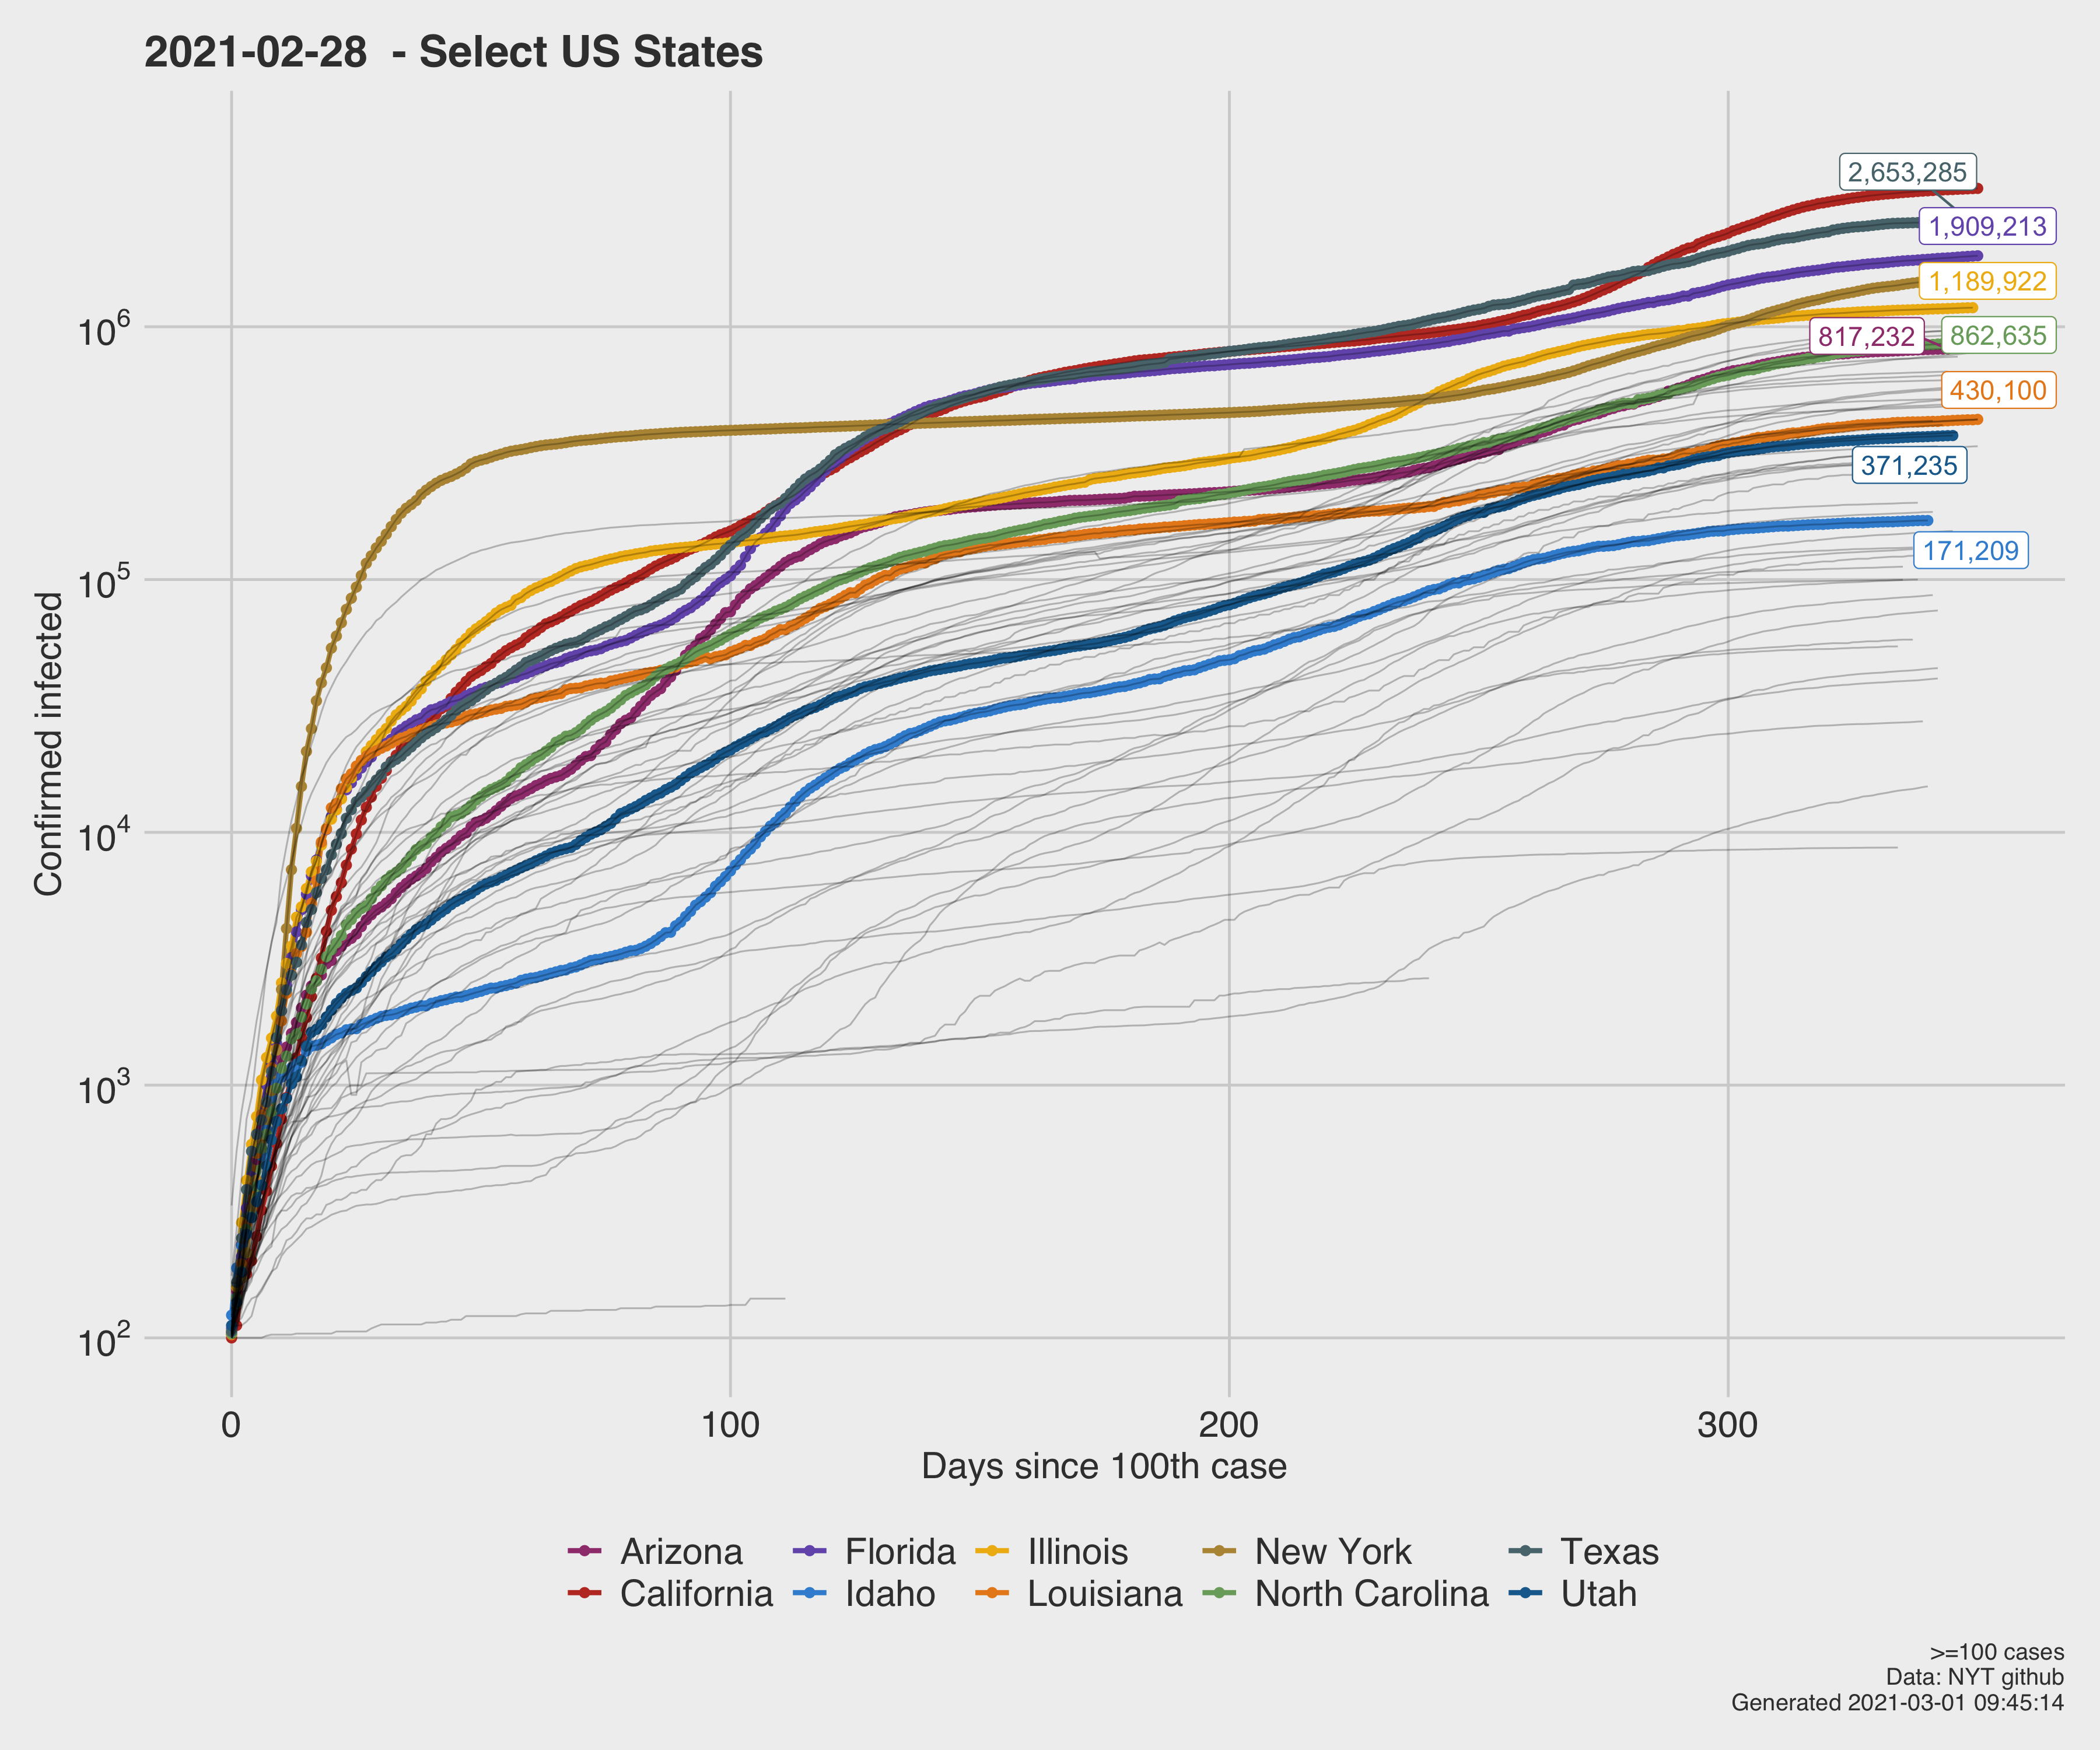 2021-02-28 - Select US States
Confirmed infected
10^6
10^5
10^4
10^3
10^2
2,653,285
1,909,213
1,189,922
817,232
862,635
430,100
371,235
171,209
0 100 200 300
Days since 100th case
Arizona Florida Illinois New York Texas
California Idaho Louisiana North Carolina Utah
>=100 cases
Data: NYT github
Generated 2021-03-01 09:45:14